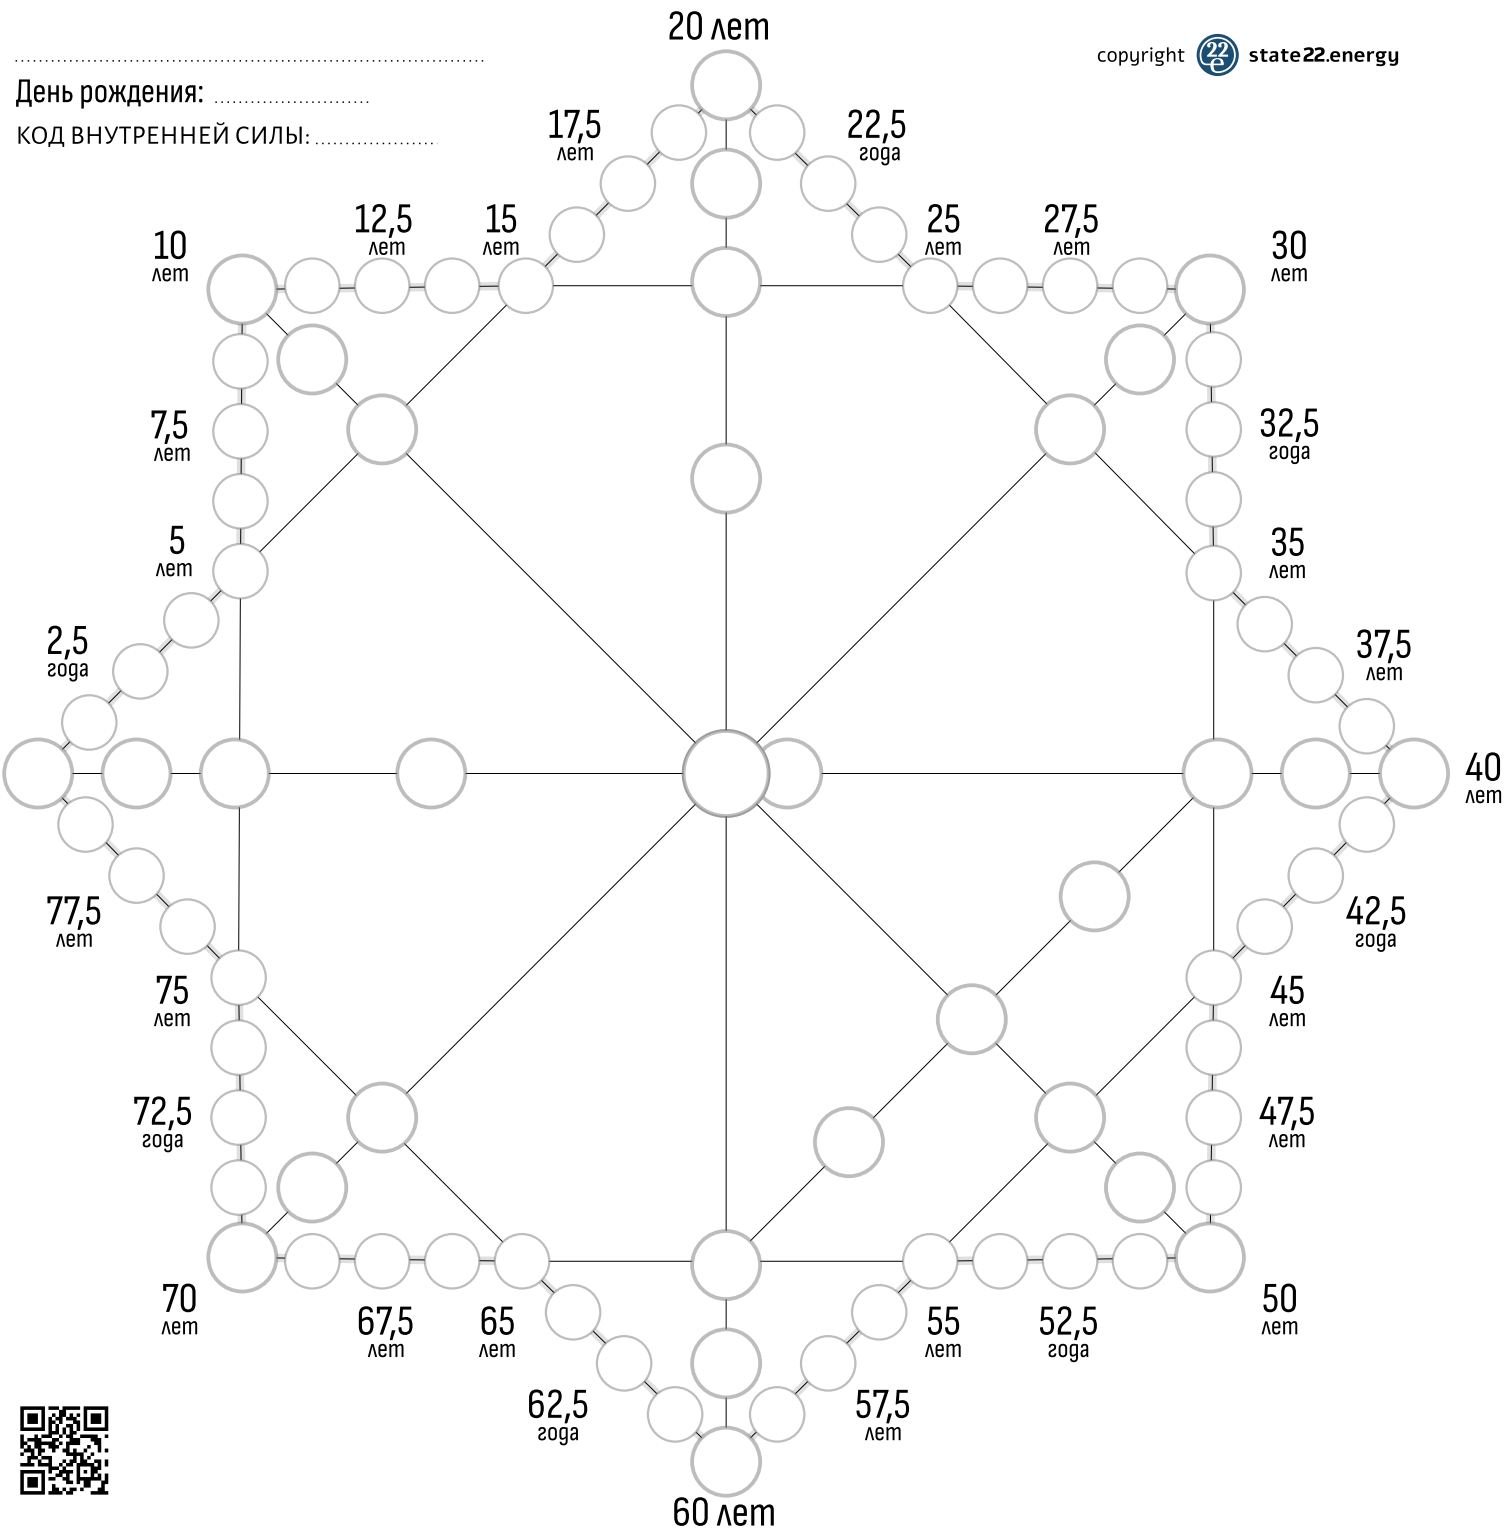 20 лет
copyright 22 e state22.energy
День рождения:
КОД ВНУТРЕННЕЙ СИЛЫ:
17,5
лет
22,5
года
12,5
лет
15
лет
25
лет
27,5
лет
10
лет
30
лет
7,5
лет
32,5
года
5
лет
35
лет
2,5
года
37,5
лет
40
лет
77,5
лет
42,5
года
75
лет
45
лет
72,5
года
47,5
лет
70
лет
50
лет
67,5
лет
65
лет
55
лет
52,5
года
62,5
года
57,5
лет
60 лет